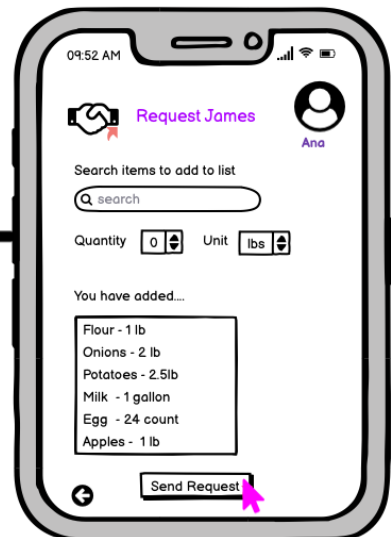 09:52 AM
Request James
Ana
Search items to add to list
search
Quantity 0 Unit lbs
You have added....
Flour - 1 lb
Onions - 2 lb
Potatoes - 2.5lb
Milk - 1 gallon
Egg - 24 count
Apples - 1 lb
Send Request